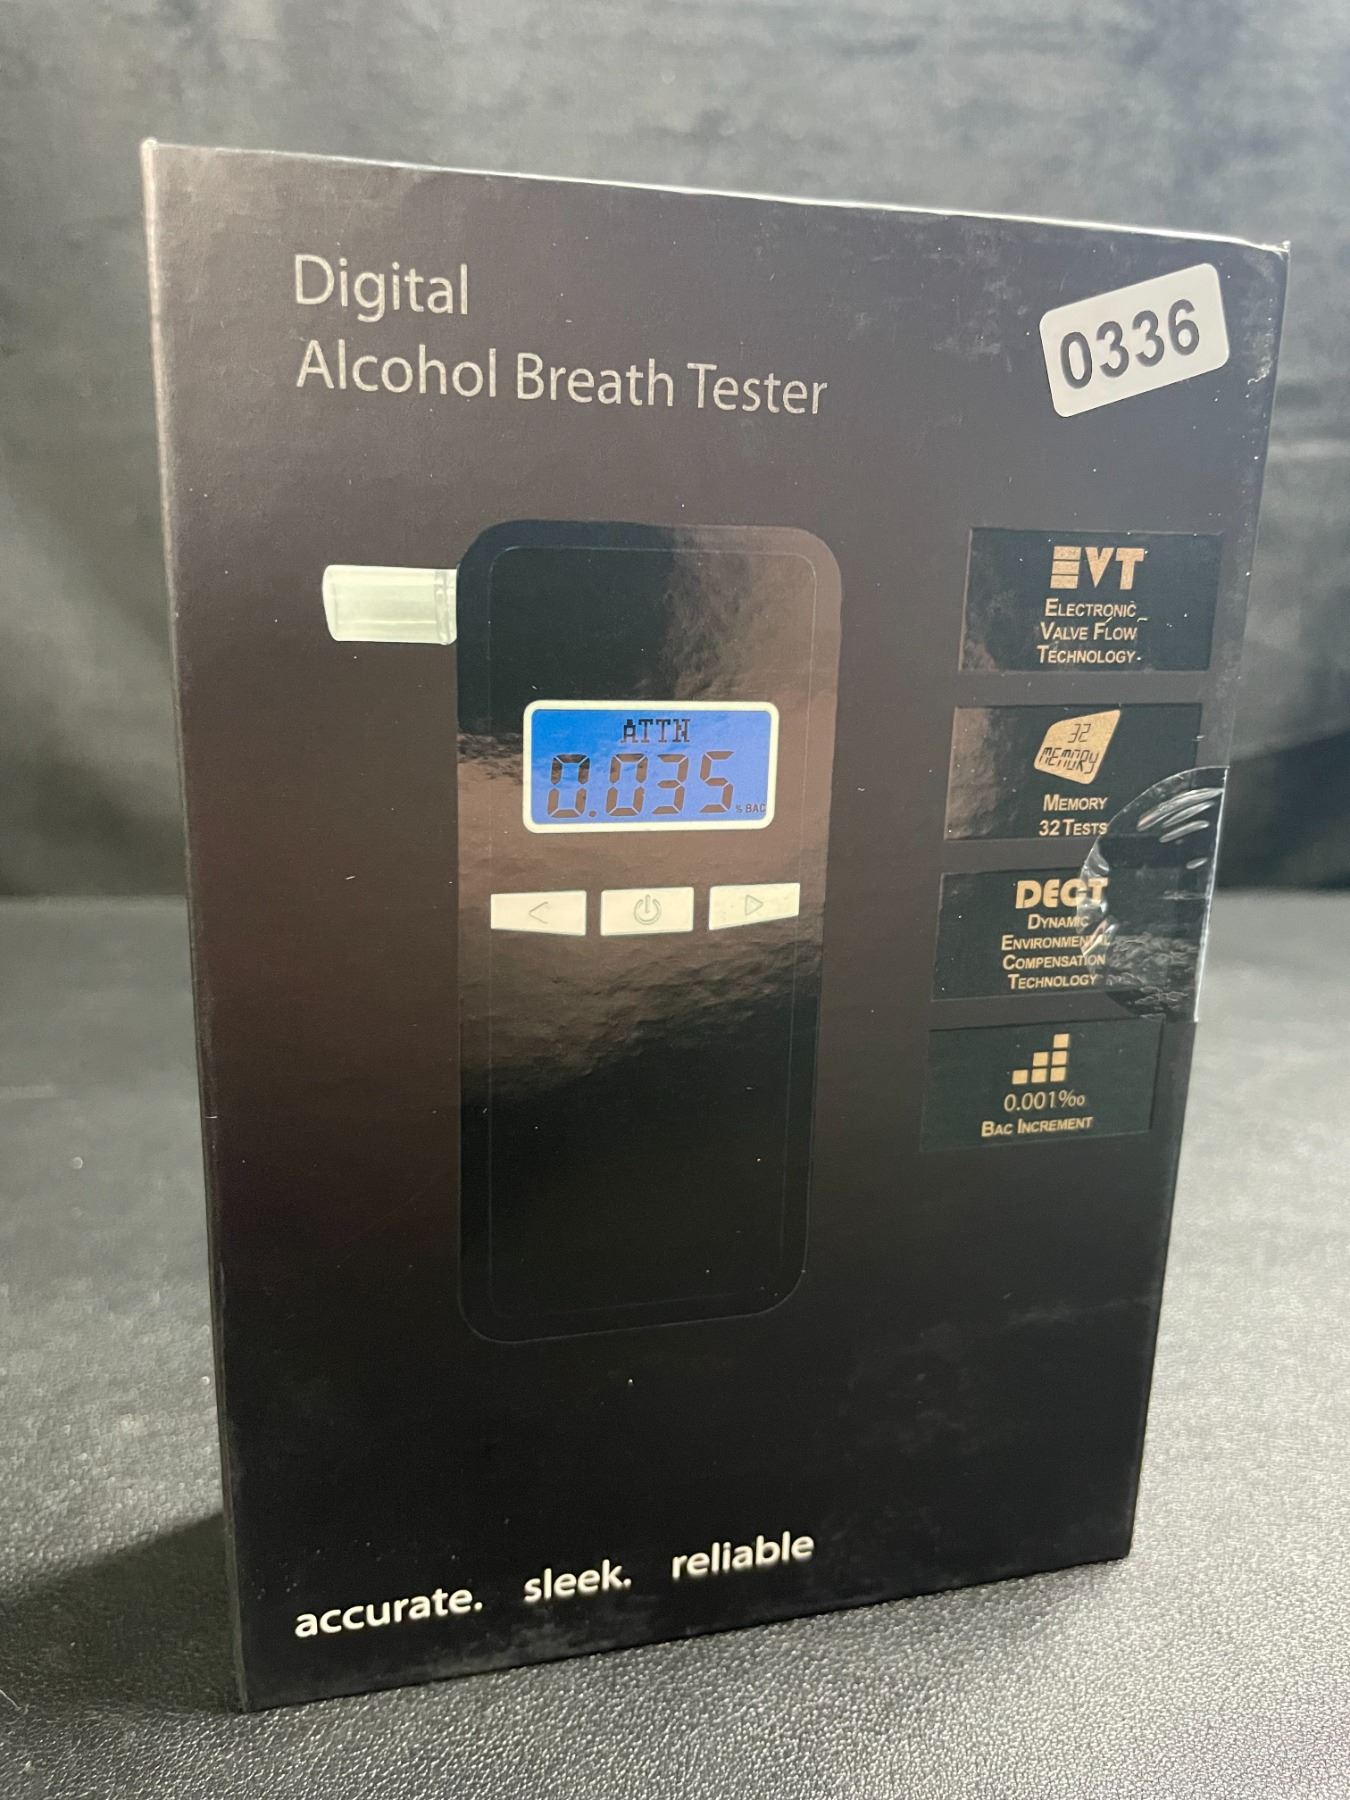 Digital
Alcohol Breath Tester
0336
EVT
ELECTRONIC
VALVE FLOW
TECHNOLOGY
ATTN
0.035
% BAC
32
MEMORY
MEMORY
32 TESTS
DECT
DYNAMIC
ENVIRONMENTAL
COMPENSATION
TECHNOLOGY
0.001‰
BAC INCREMENT
accurate. sleek. reliable